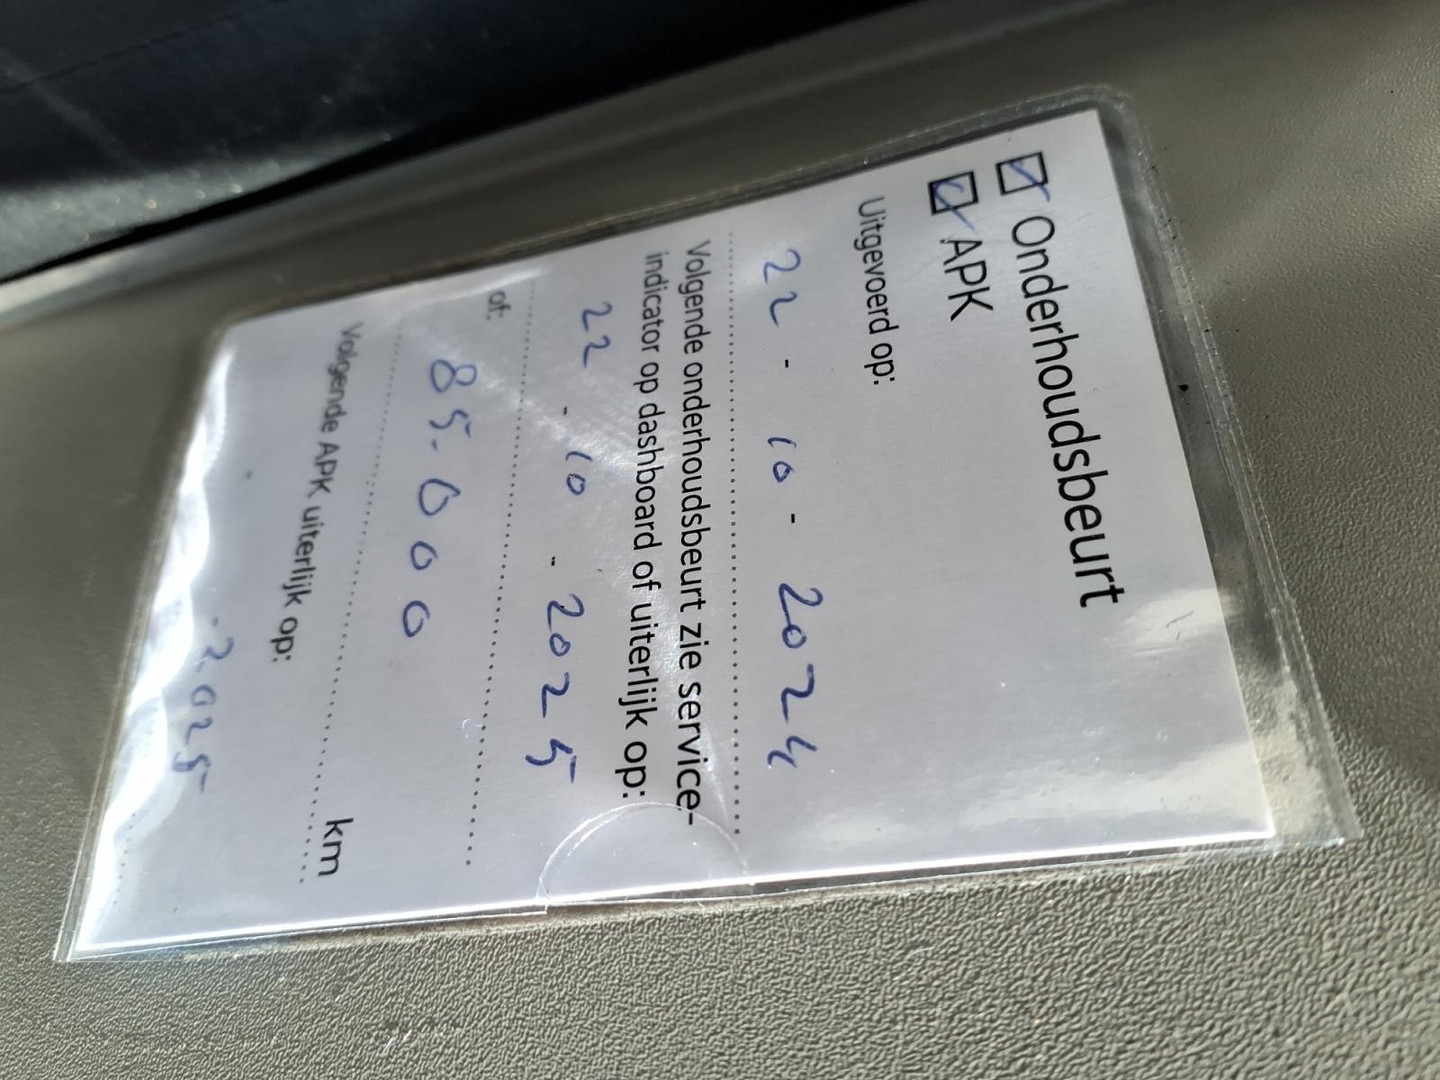 Onderhoudsbeurt
APK
Uitgevoerd op:
22 - 10 - 2024
Volgende onderhoudsbeurt zie service-
indicator op dashboard of uiterlijk op:
22 - 10 - 2025
of:
85.000 km
Volgende APK uiterlijk op:
- 2025